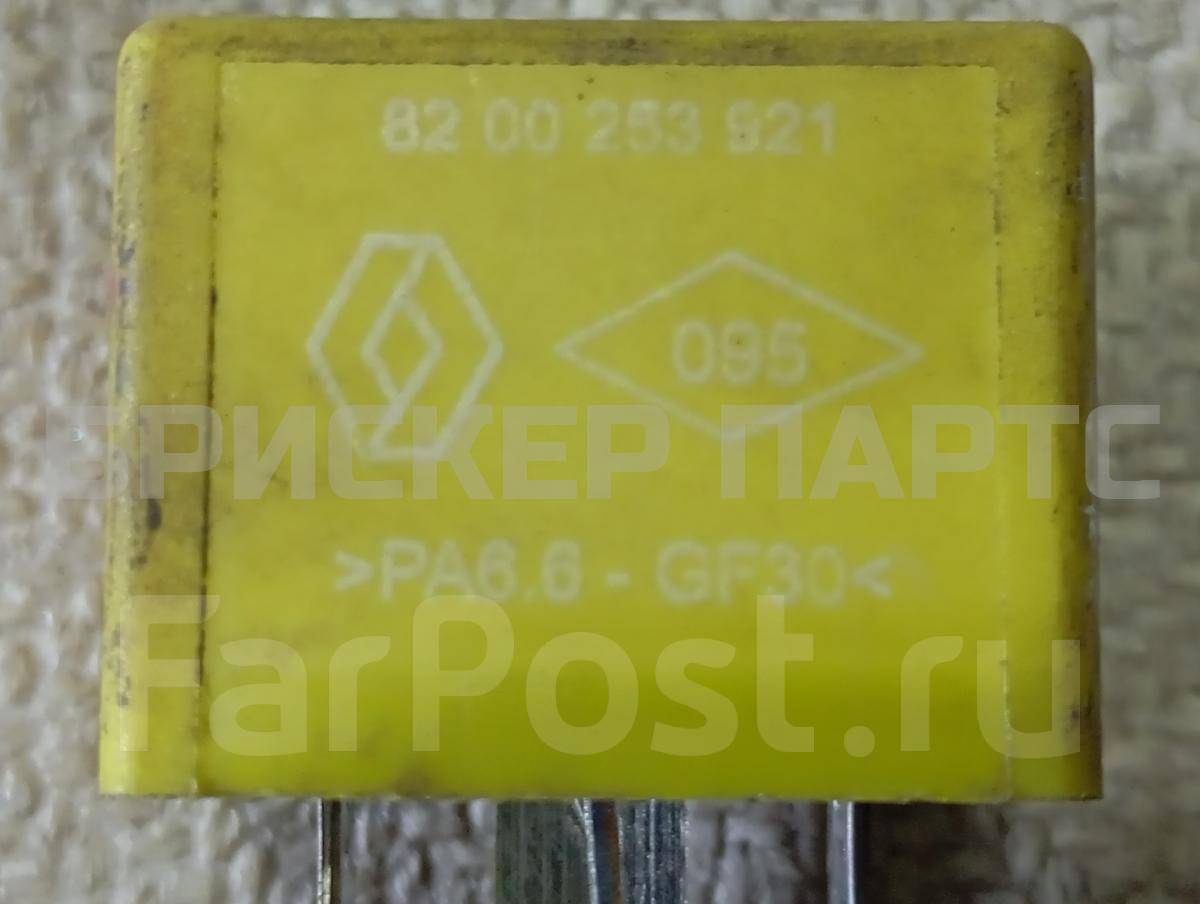 82 00 253 921
095
БРИСКЕР ПАРТС
>PA6.6 - GF30<
FarPost.ru